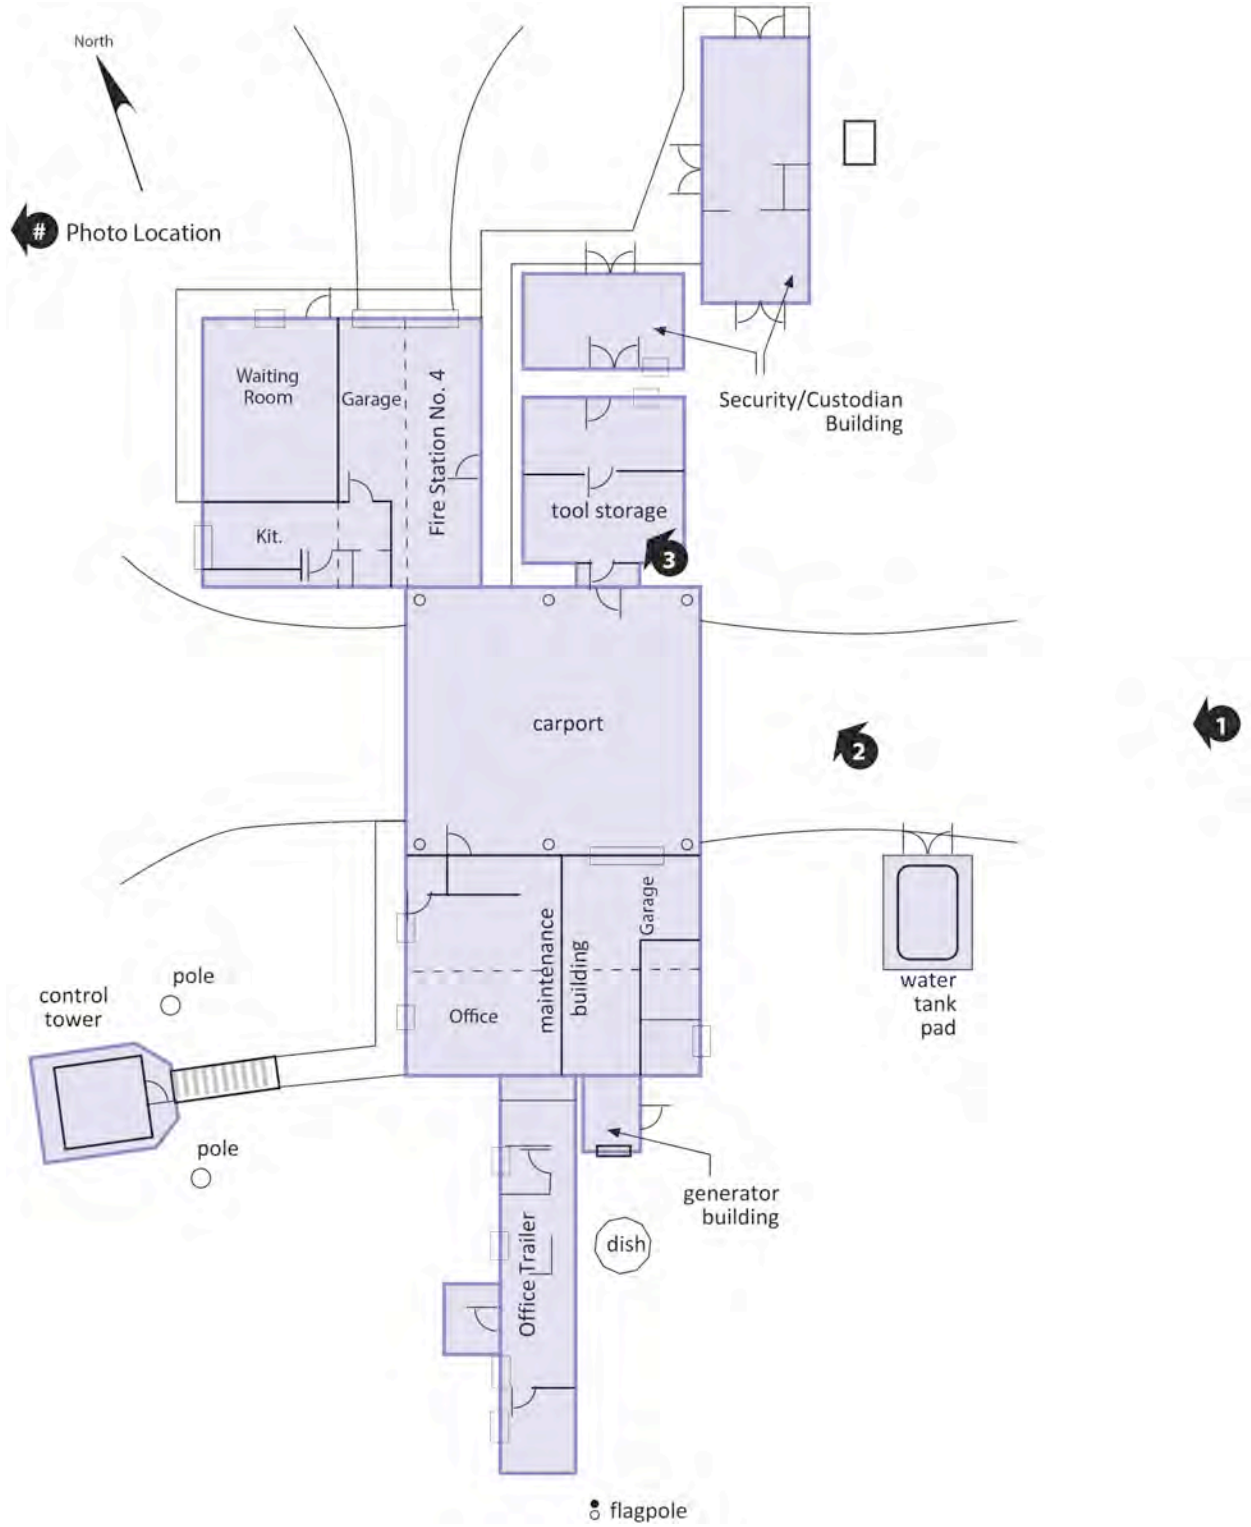 North
# Photo Location
Waiting
Room
Garage
Fire Station No. 4
Kit.
Security/Custodian
Building
tool storage
3
carport
1
2
maintenance
building
Garage
Office
water
tank
pad
pole
control
tower
pole
generator
building
dish
Office Trailer
flagpole